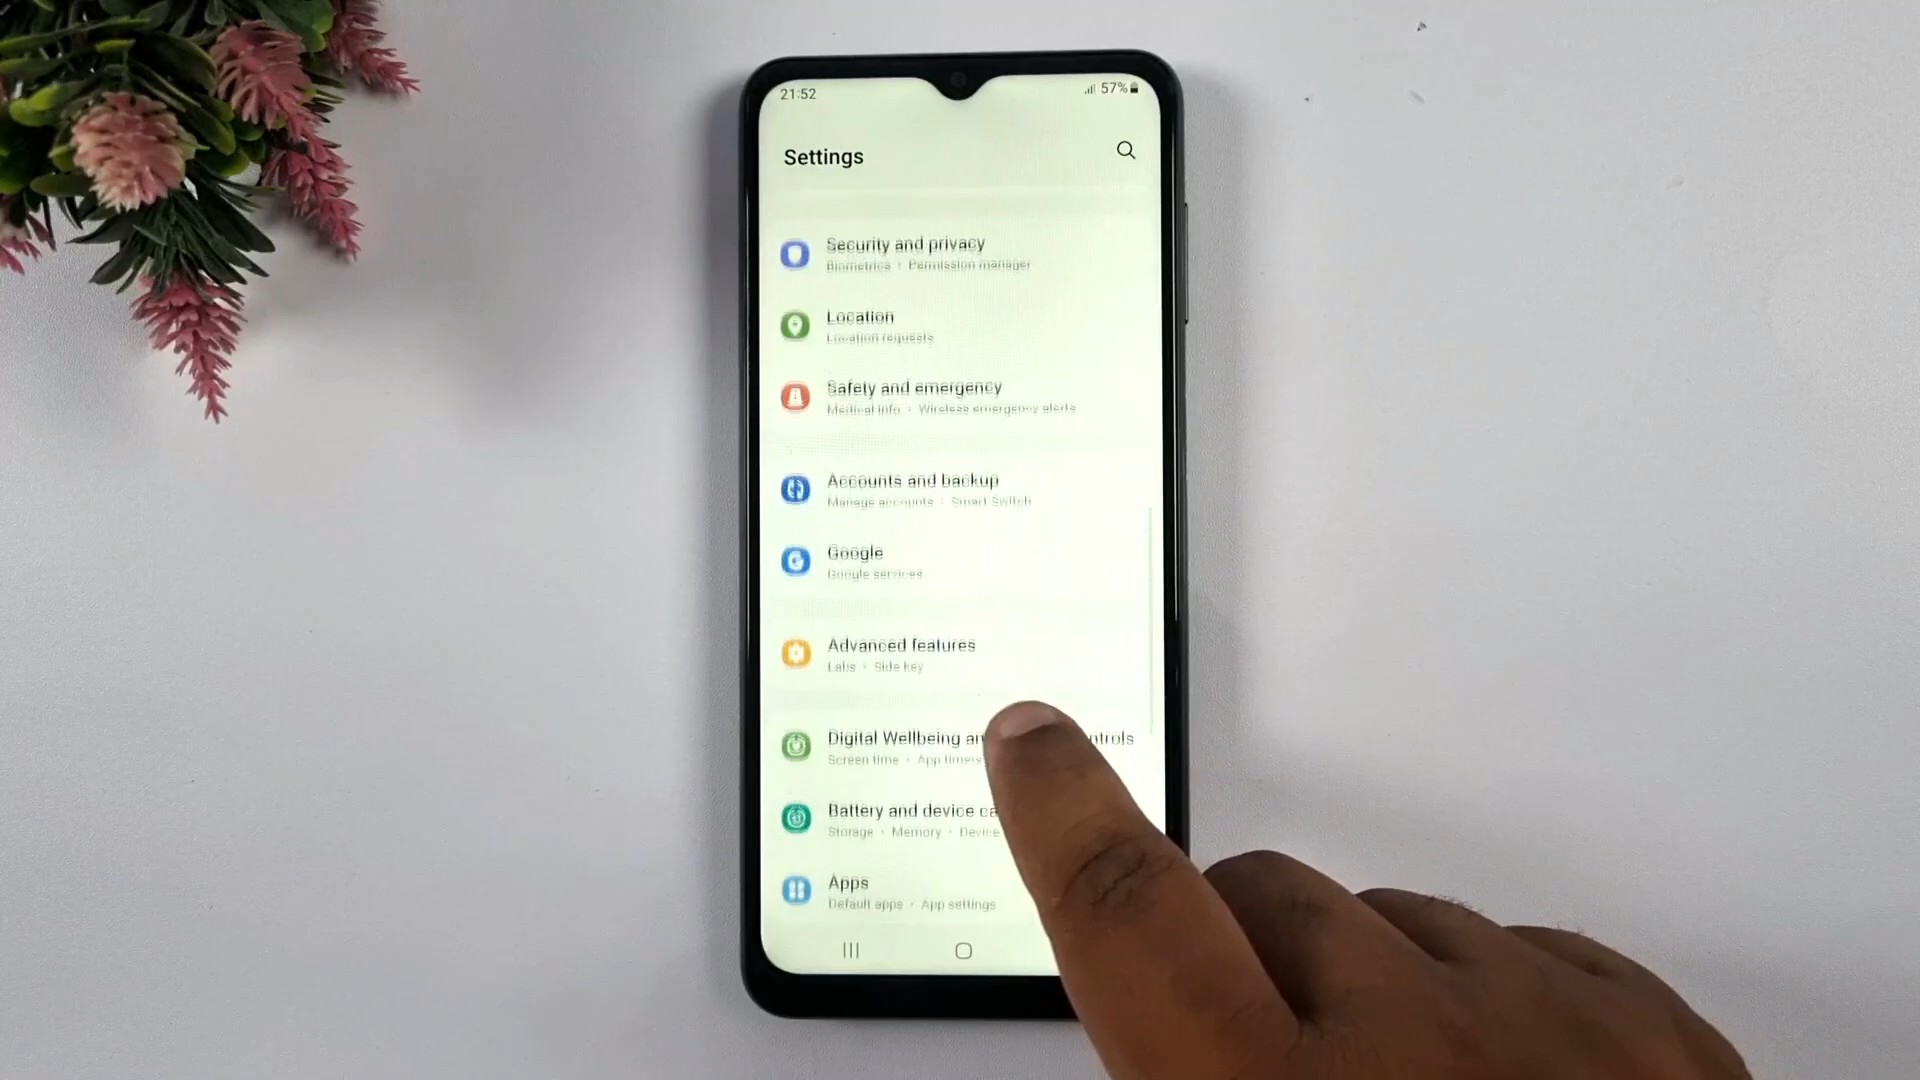 21:52
57%
Settings
Security and privacy
Biometrics • Permission manager
Location
Location requests
Safety and emergency
Medical info • Wireless emergency alerts
Accounts and backup
Manage accounts • Smart Switch
Google
Google services
Advanced features
Labs • Side key
Digital Wellbeing an ntrols
Screen time • App timers
Battery and device ca
Storage • Memory • Device
Apps
Default apps • App settings